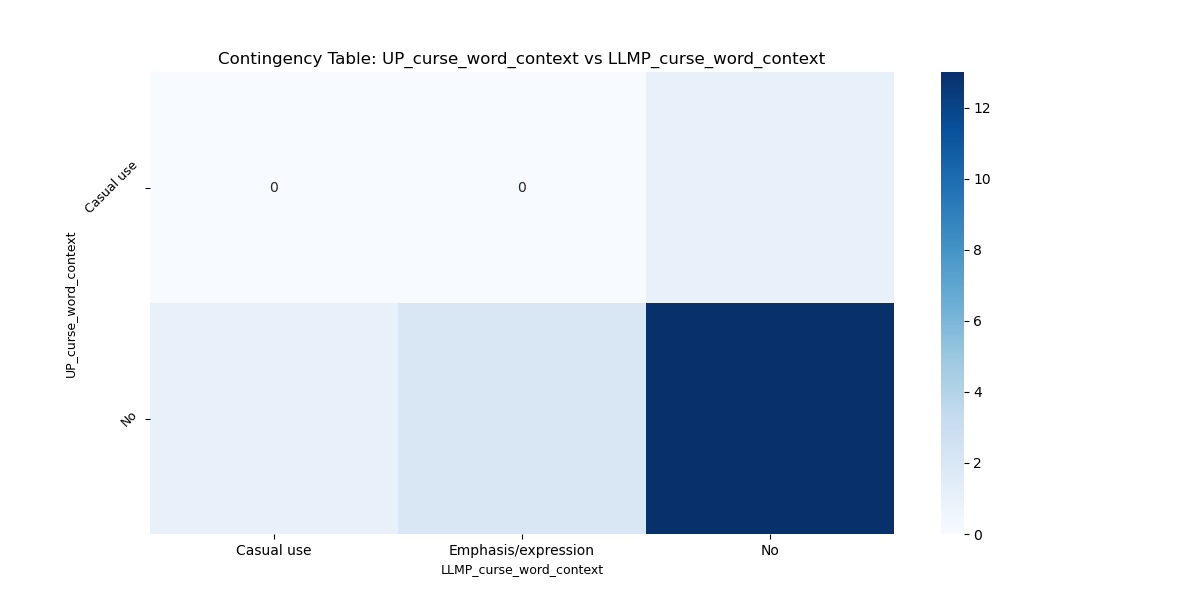 Contingency Table: UP_curse_word_context vs LLMP_curse_word_context
UP_curse_word_context
Casual use
0 0
No
Casual use Emphasis/expression No
LLMP_curse_word_context
12
10
8
6
4
2
0